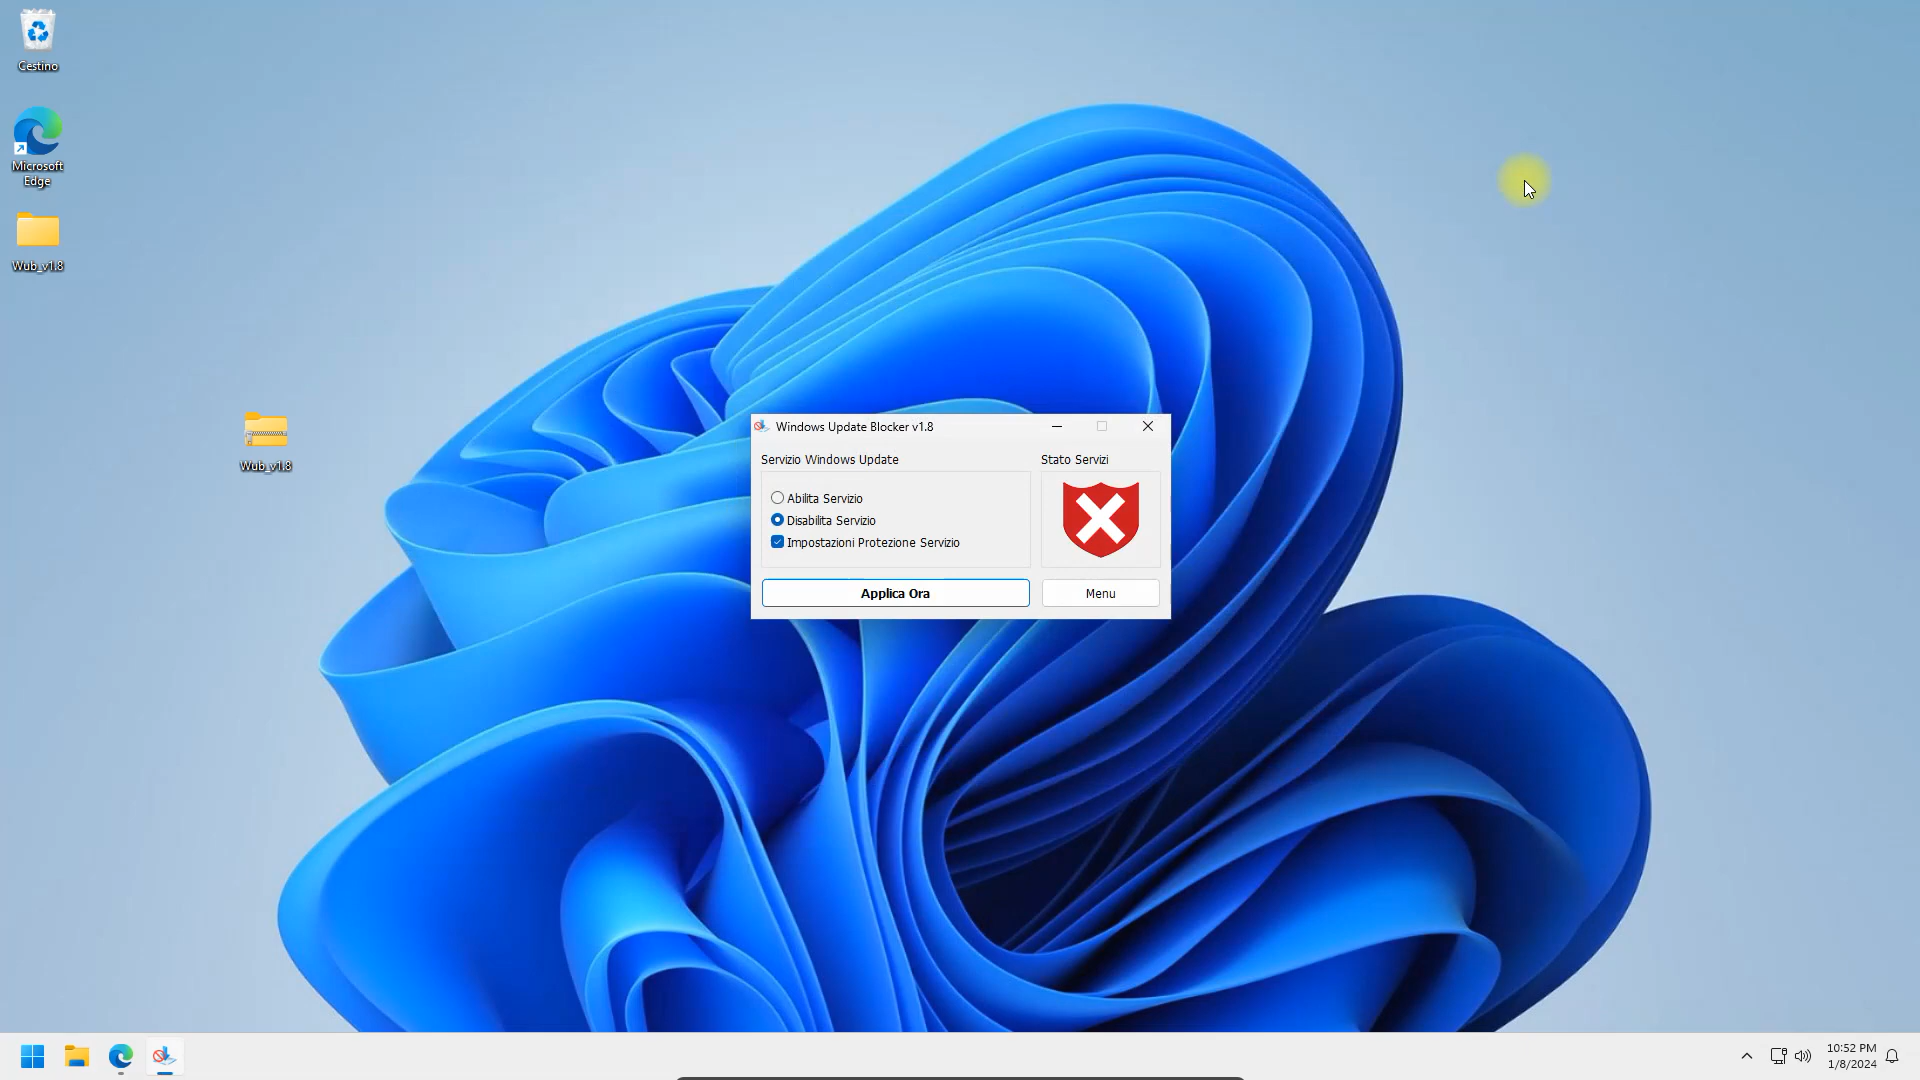 Cestino
Microsoft
Edge
Wub_v1.8
Wub_v1.8
Windows Update Blocker v1.8
Servizio Windows Update
Stato Servizi
Abilita Servizio
Disabilita Servizio
Impostazioni Protezione Servizio
Applica Ora
Menu
10:52 PM
1/8/2024